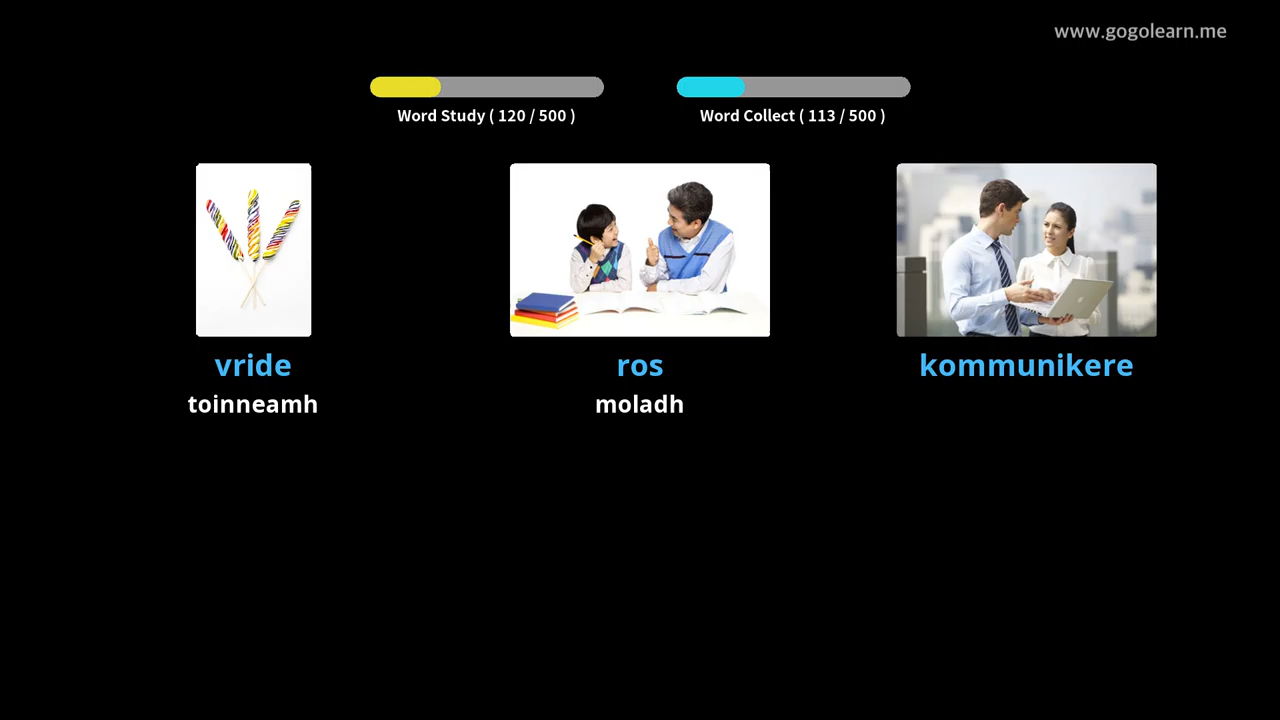 www.gogolearn.me
Word Study ( 120 / 500 )
Word Collect ( 113 / 500 )
vride
toinneamh
ros
moladh
kommunikere